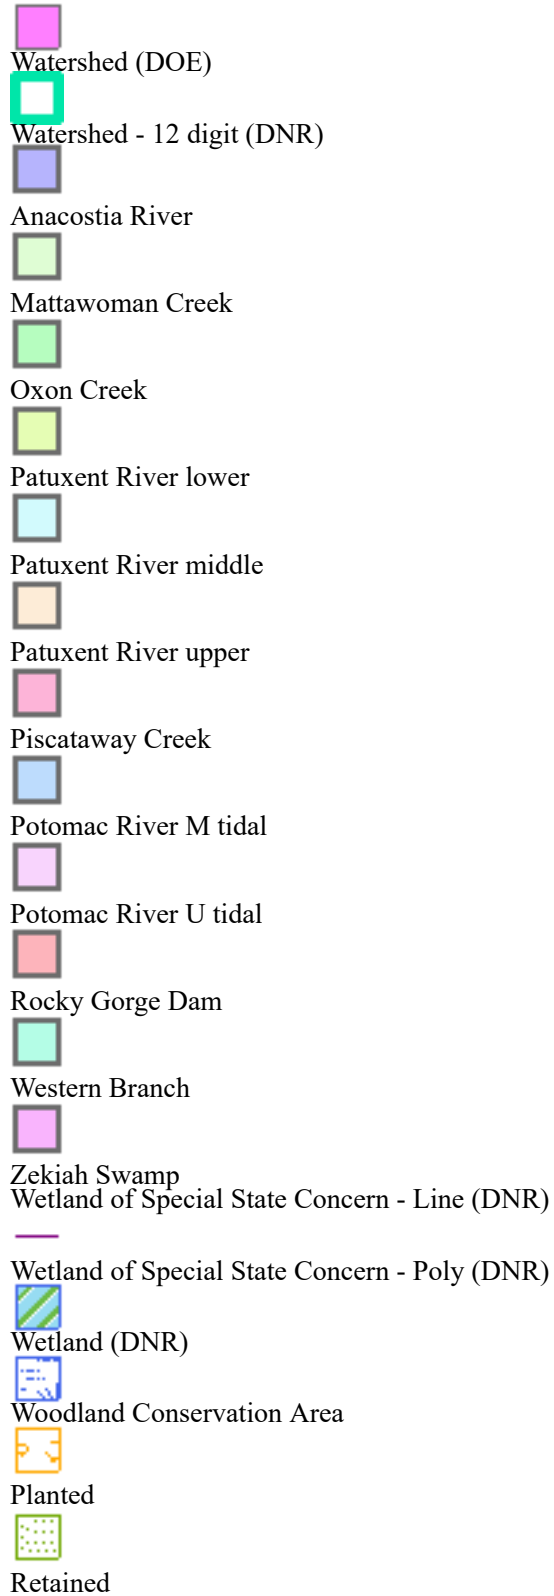 Watershed (DOE)
Watershed - 12 digit (DNR)
Anacostia River
Mattawoman Creek
Oxon Creek
Patuxent River lower
Patuxent River middle
Patuxent River upper
Piscataway Creek
Potomac River M tidal
Potomac River U tidal
Rocky Gorge Dam
Western Branch
Zekiah Swamp
Wetland of Special State Concern - Line (DNR)
Wetland of Special State Concern - Poly (DNR)
Wetland (DNR)
Woodland Conservation Area
Planted
Retained